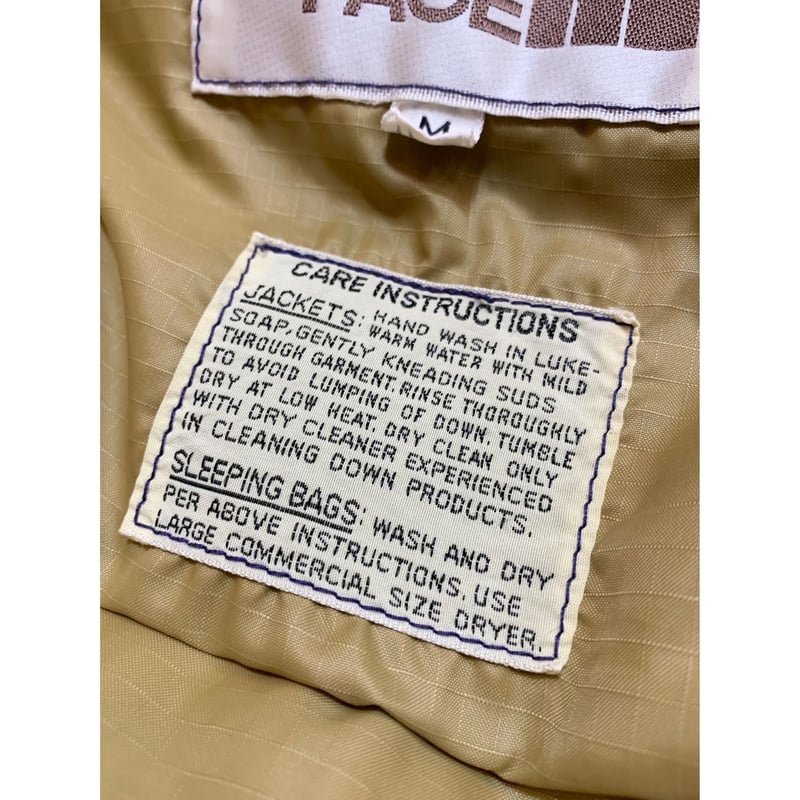 FACE
M
CARE INSTRUCTIONS
JACKETS: HAND WASH IN LUKE-
WARM WATER WITH MILD
SOAP, GENTLY KNEADING SUDS
THROUGH GARMENT. RINSE THOROUGHLY
TO AVOID LUMPING OF DOWN. TUMBLE
DRY AT LOW HEAT. DRY CLEAN ONLY
WITH DRY CLEANER EXPERIENCED
IN CLEANING DOWN PRODUCTS.
SLEEPING BAGS: WASH AND DRY
PER ABOVE INSTRUCTIONS. USE
LARGE COMMERCIAL SIZE DRYER.